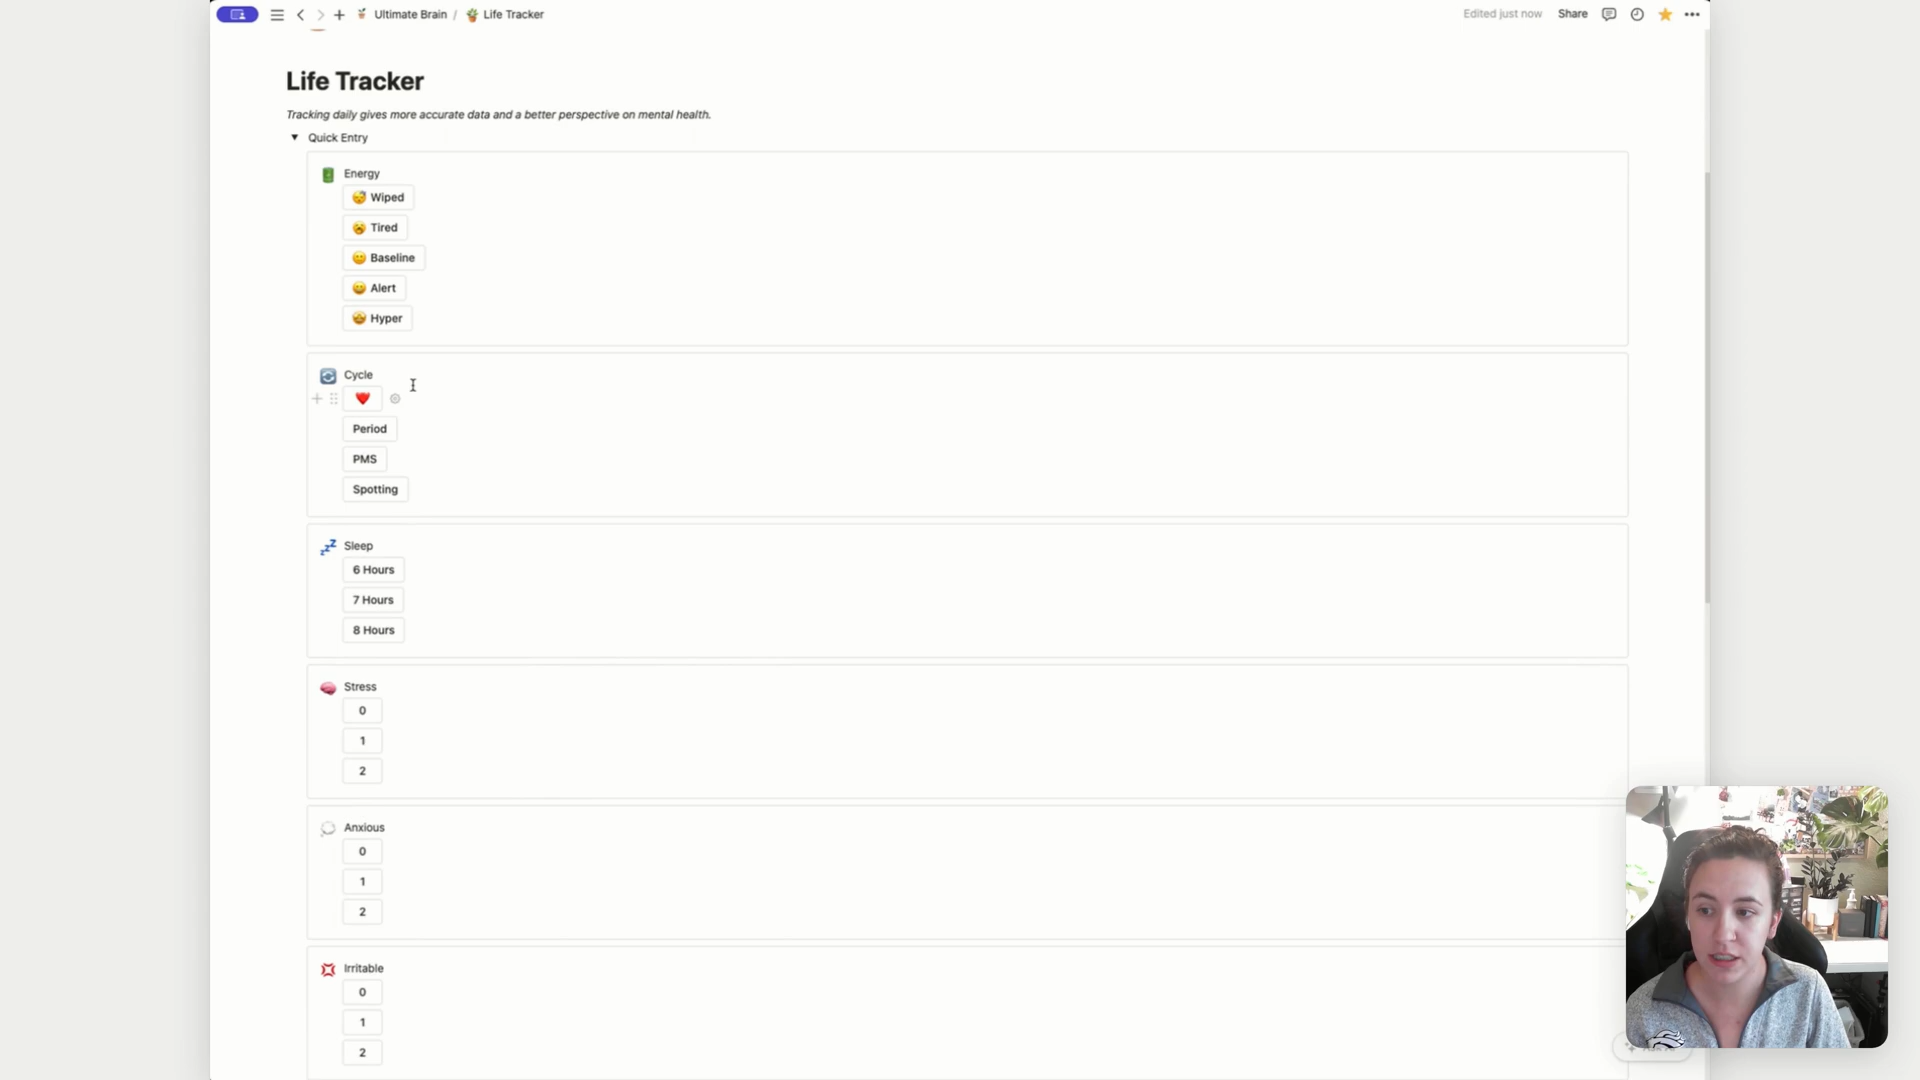 Ultimate Brain / Life Tracker
Edited just now
Share
Life Tracker
Tracking daily gives more accurate data and a better perspective on mental health.
Quick Entry
Energy
Wiped
Tired
Baseline
Alert
Hyper
Cycle
Period
PMS
Spotting
Sleep
6 Hours
7 Hours
8 Hours
Stress
0
1
2
Anxious
0
1
2
Irritable
0
1
2